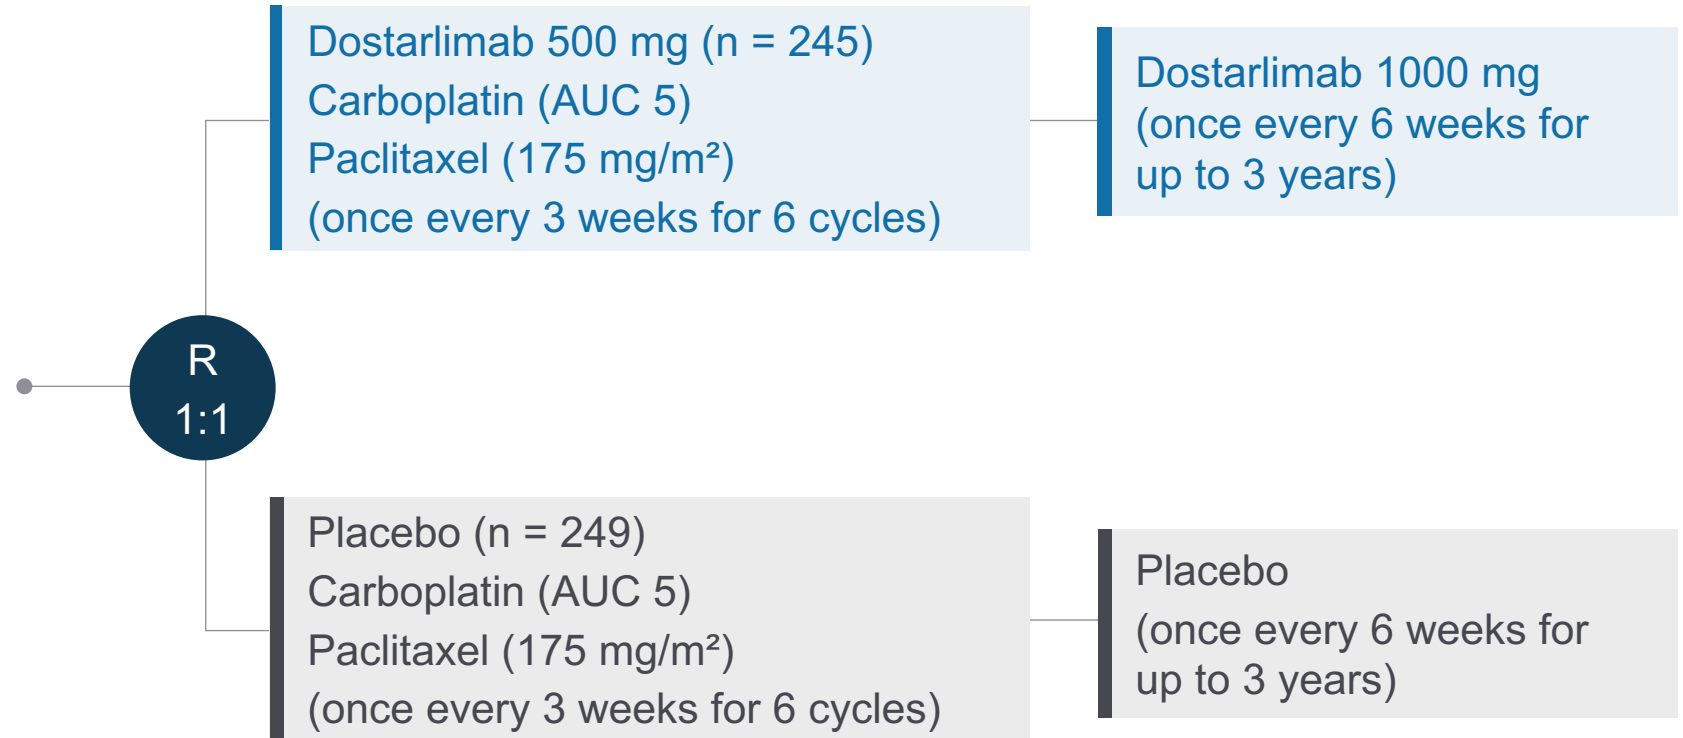 Dostarlimab 500 mg (n = 245)
Carboplatin (AUC 5)
Paclitaxel (175 mg/m²)
(once every 3 weeks for 6 cycles)
Dostarlimab 1000 mg
(once every 6 weeks for
up to 3 years)
R
1:1
Placebo (n = 249)
Carboplatin (AUC 5)
Paclitaxel (175 mg/m²)
(once every 3 weeks for 6 cycles)
Placebo
(once every 6 weeks for
up to 3 years)